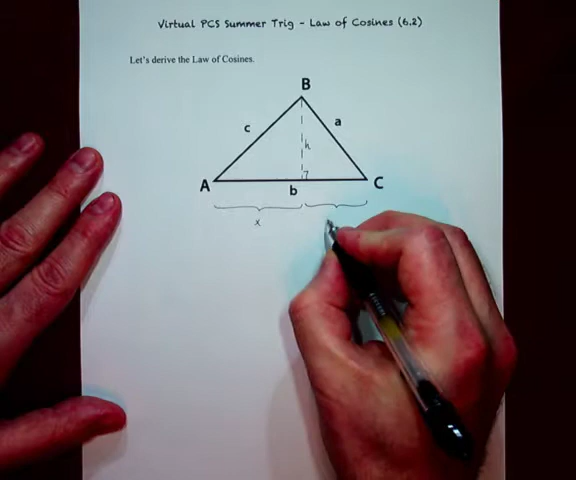 Virtual PCS Summer Trig - Law of Cosines (6.2)
Let's derive the Law of Cosines.
B
c a
h
A b C
x